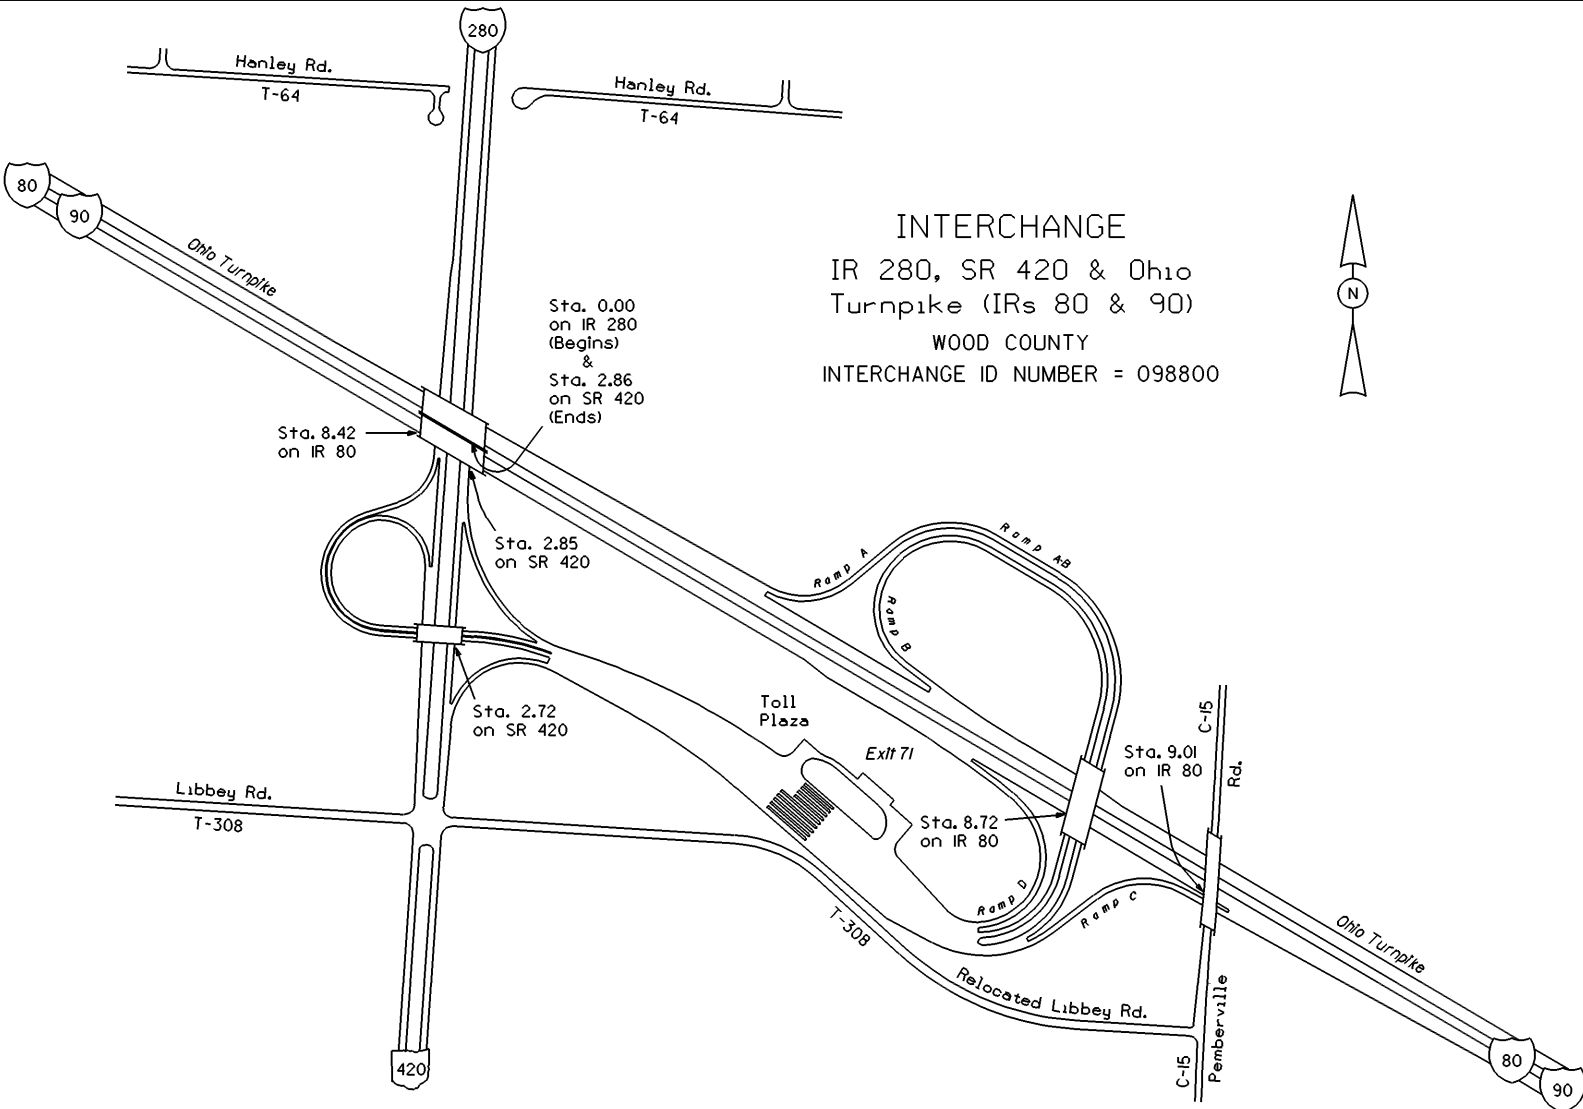 280
Hanley Rd.
T-64
Hanley Rd.
T-64
80
90
Ohio Turnpike
INTERCHANGE
IR 280, SR 420 & Ohio
Turnpike (IRs 80 & 90)
WOOD COUNTY
INTERCHANGE ID NUMBER = 098800
N
Sta. 0.00
on IR 280
(Begins)
&
Sta. 2.86
on SR 420
(Ends)
Sta. 8.42
on IR 80
Sta. 2.85
on SR 420
Ramp A
Ramp A-B
Ramp B
Sta. 2.72
on SR 420
Toll
Plaza
Exit 71
C-15
Rd.
Sta. 9.01
on IR 80
Libbey Rd.
T-308
Sta. 8.72
on IR 80
Ramp D
Ramp C
T-308
Ohio Turnpike
Relocated Libbey Rd.
Pemberville
C-15
420
80
90